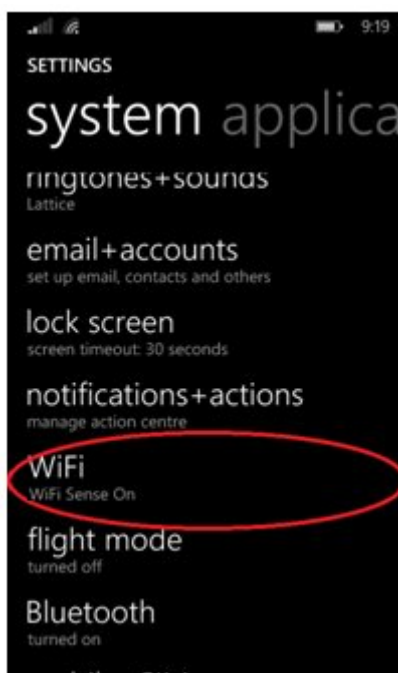 9:19
SETTINGS
system applica
ringtones+sounds
Lattice
email+accounts
set up email, contacts and others
lock screen
screen timeout: 30 seconds
notifications+actions
manage action centre
WiFi
WiFi Sense On
flight mode
turned off
Bluetooth
turned on